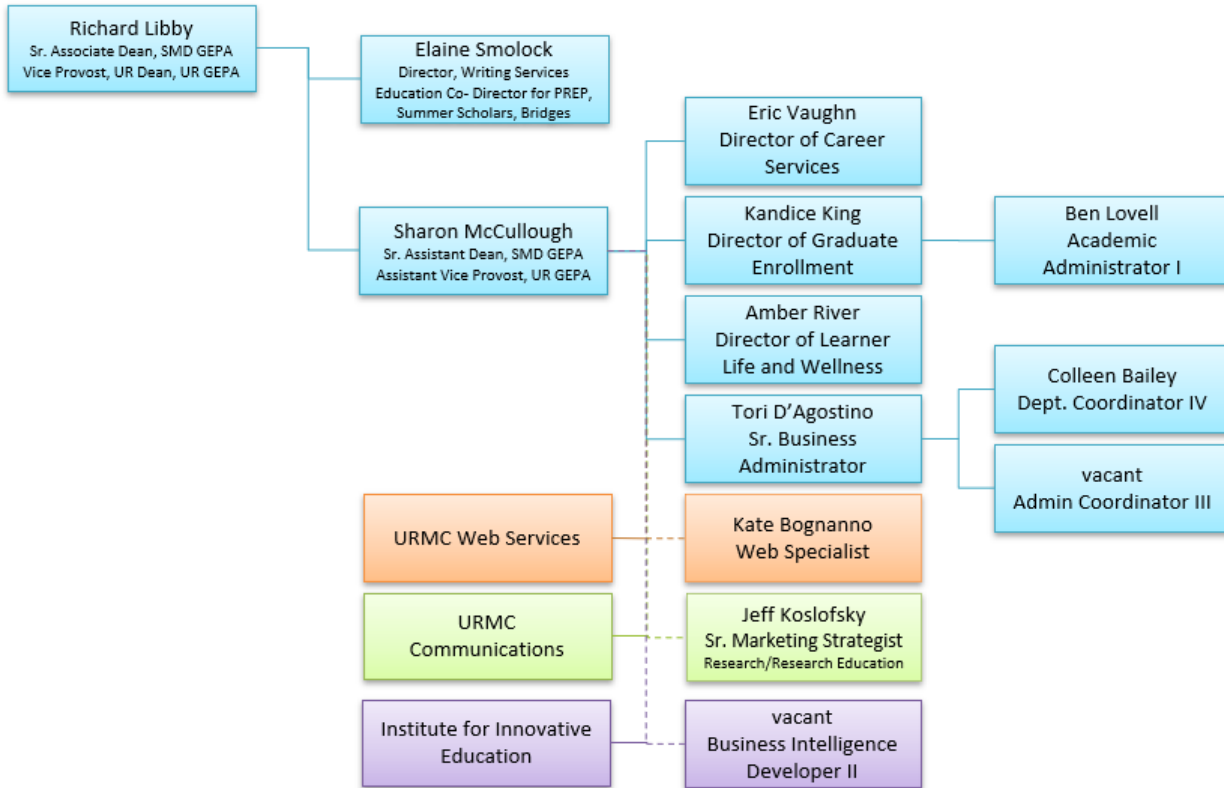 Richard Libby
Sr. Associate Dean, SMD GEPA
Vice Provost, UR Dean, UR GEPA
Elaine Smolock
Director, Writing Services
Education Co- Director for PREP,
Summer Scholars, Bridges
Sharon McCullough
Sr. Assistant Dean, SMD GEPA
Assistant Vice Provost, UR GEPA
Eric Vaughn
Director of Career
Services
Kandice King
Director of Graduate
Enrollment
Ben Lovell
Academic
Administrator I
Amber River
Director of Learner
Life and Wellness
Tori D’Agostino
Sr. Business
Administrator
Colleen Bailey
Dept. Coordinator IV
vacant
Admin Coordinator III
URMC Web Services
Kate Bognanno
Web Specialist
URMC
Communications
Jeff Koslofsky
Sr. Marketing Strategist
Research/Research Education
Institute for Innovative
Education
vacant
Business Intelligence
Developer II